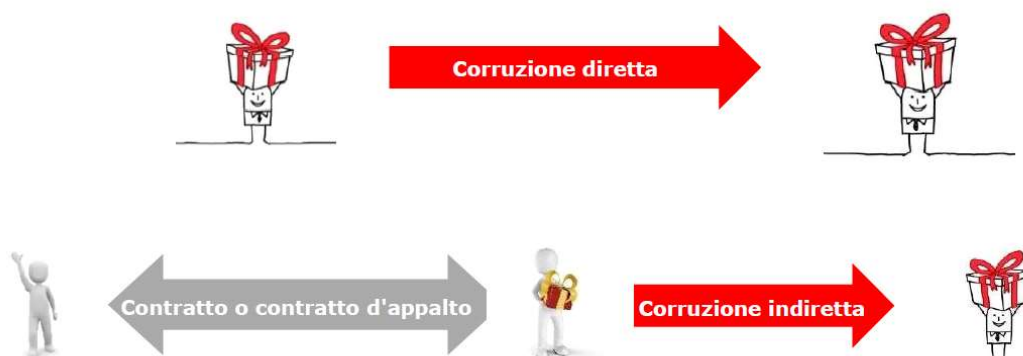 Corruzione diretta
Contratto o contratto d'appalto
Corruzione indiretta